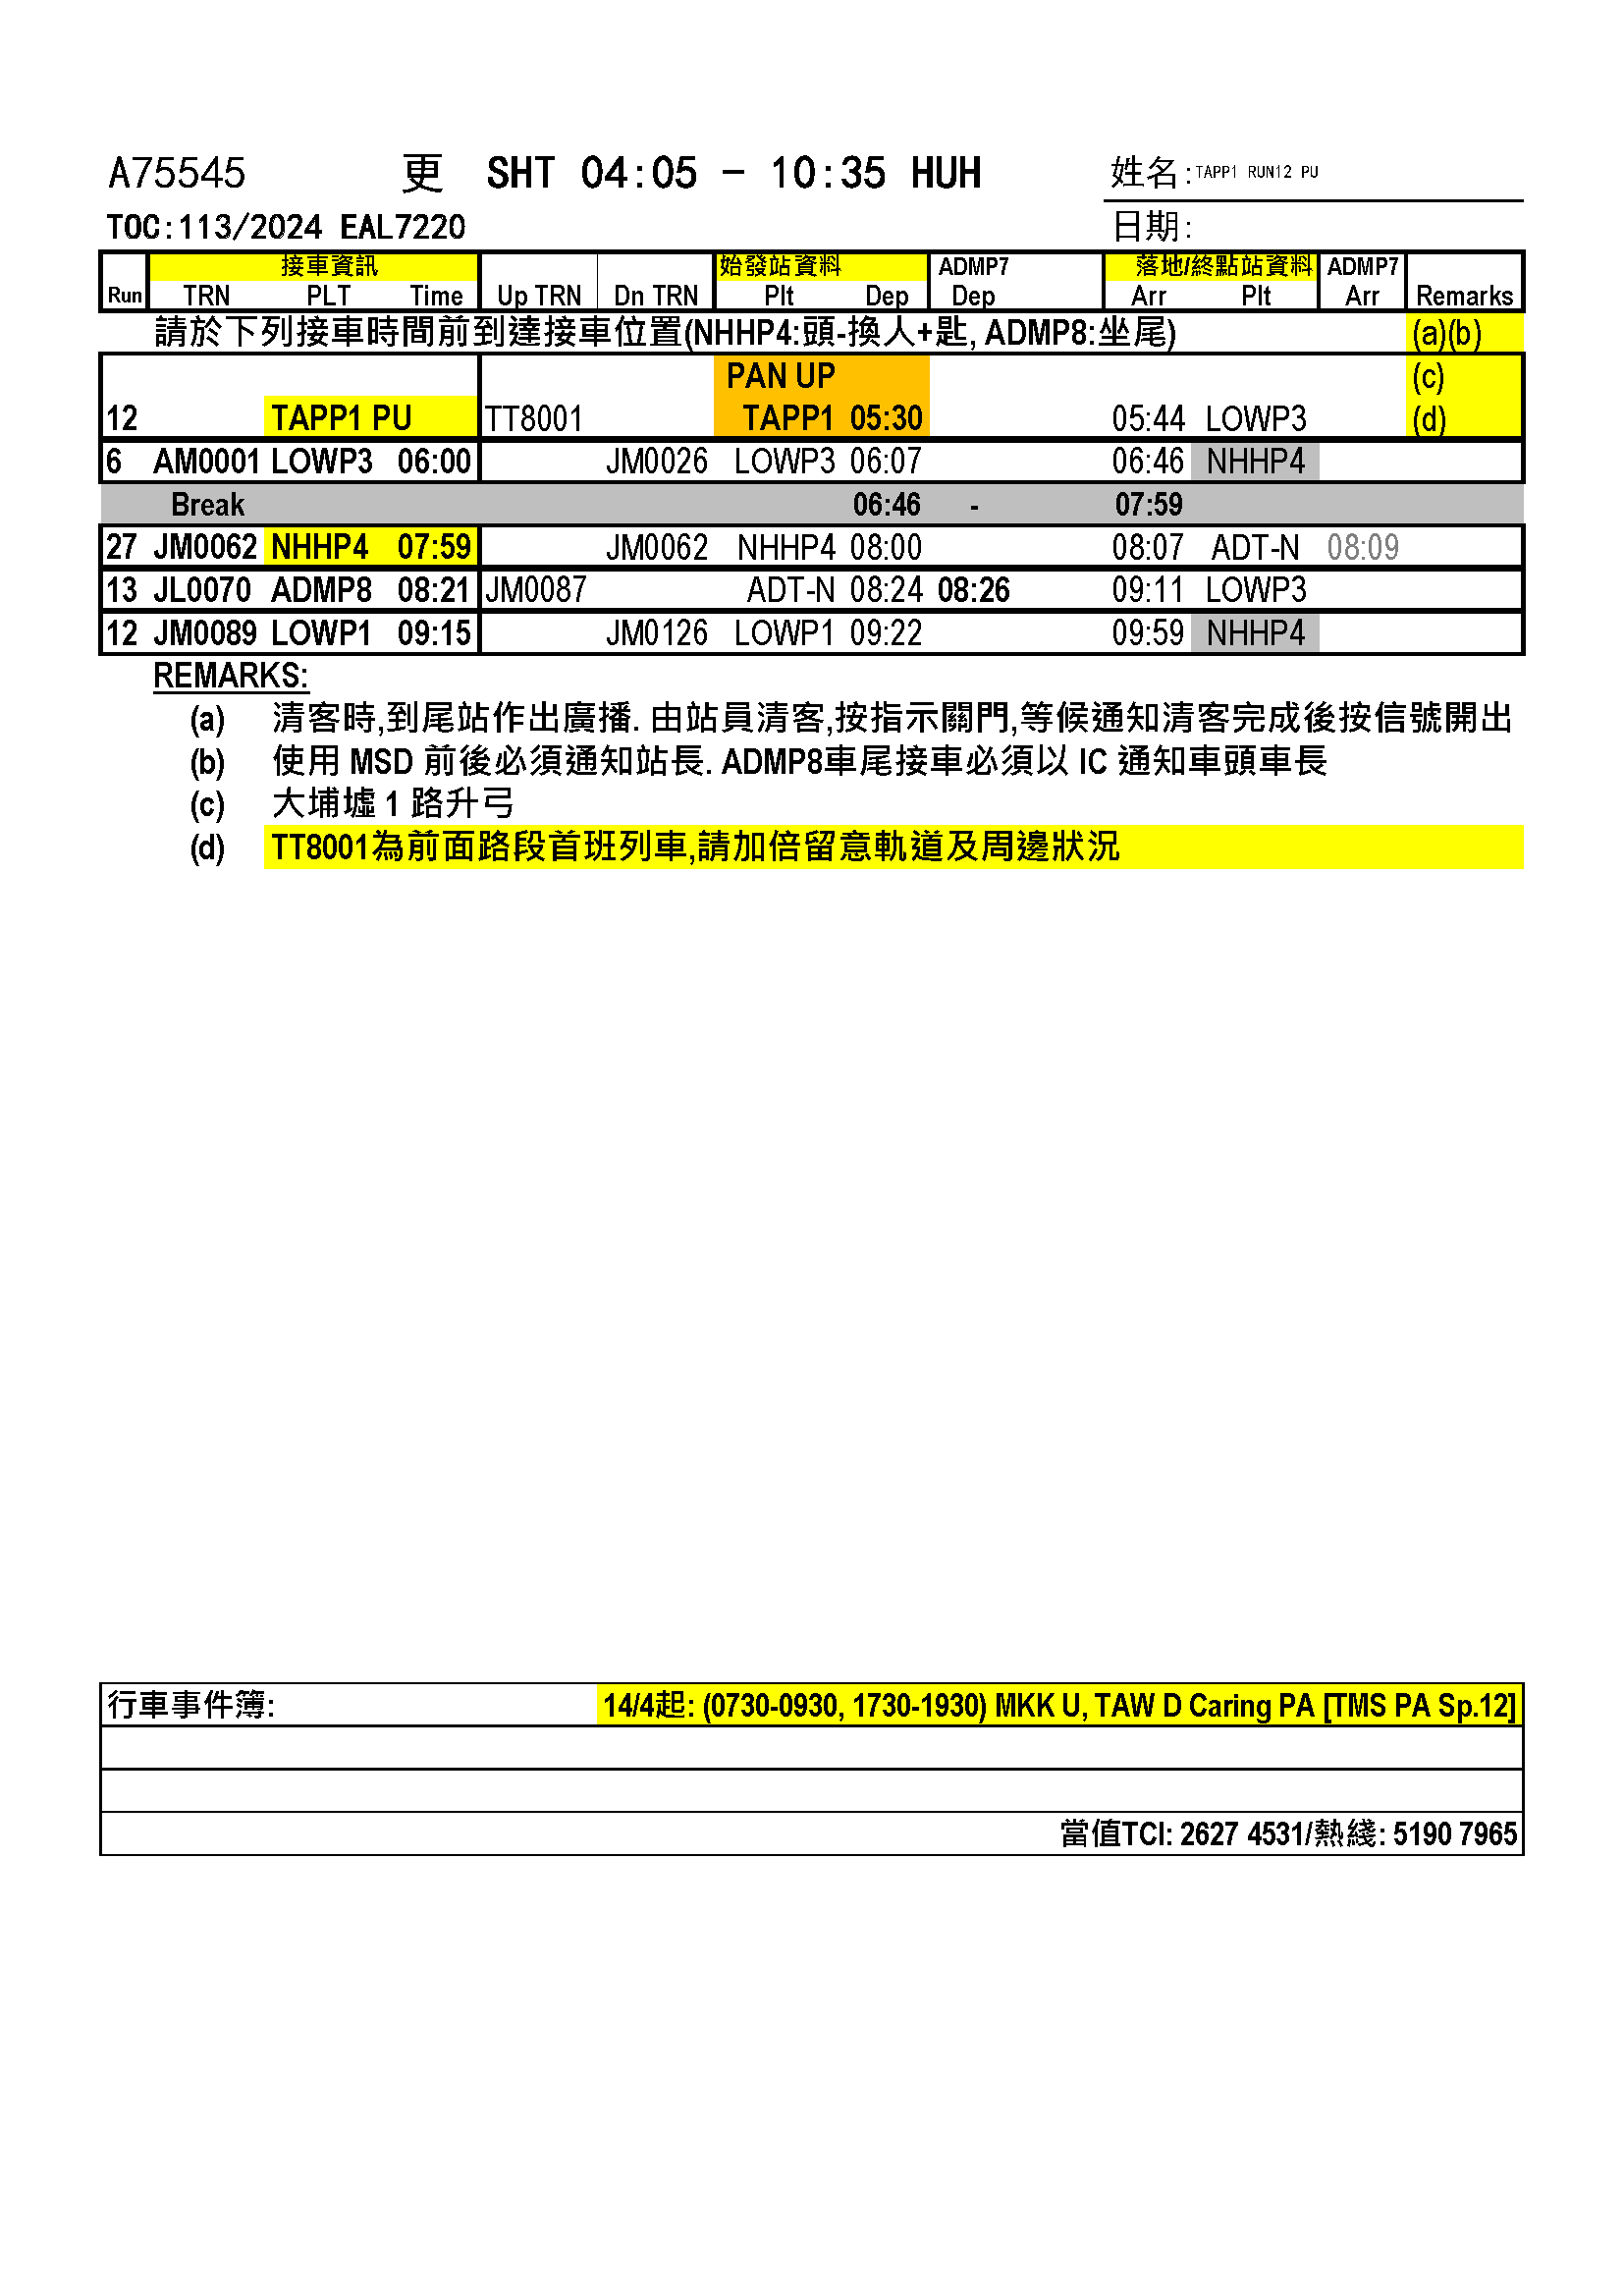 A75545 更 SHT 04:05 - 10:35 HUH 姓名:TAPP1 RUN12 PU
TOC:113/2024 EAL7220 日期:
接車資訊 始發站資料 ADMP7 落地/終點站資料 ADMP7
Run TRN PLT Time Up TRN Dn TRN Plt Dep Dep Arr Plt Arr Remarks
請於下列接車時間前到達接車位置(NHHP4:頭-換人+匙, ADMP8:坐尾) (a)(b)
PAN UP (c)
12 TAPP1 PU TT8001 TAPP1 05:30 05:44 LOWP3 (d)
6 AM0001 LOWP3 06:00 JM0026 LOWP3 06:07 06:46 NHHP4
Break 06:46 - 07:59
27 JM0062 NHHP4 07:59 JM0062 NHHP4 08:00 08:07 ADT-N 08:09
13 JL0070 ADMP8 08:21 JM0087 ADT-N 08:24 08:26 09:11 LOWP3
12 JM0089 LOWP1 09:15 JM0126 LOWP1 09:22 09:59 NHHP4
REMARKS:
(a) 清客時,到尾站作出廣播. 由站員清客,按指示關門,等候通知清客完成後按信號開出
(b) 使用 MSD 前後必須通知站長. ADMP8車尾接車必須以 IC 通知車頭車長
(c) 大埔墟 1 路升弓
(d) TT8001為前面路段首班列車,請加倍留意軌道及周邊狀況
行車事件簿: 14/4起: (0730-0930, 1730-1930) MKK U, TAW D Caring PA [TMS PA Sp.12]
當值TCI: 2627 4531/熱綫: 5190 7965